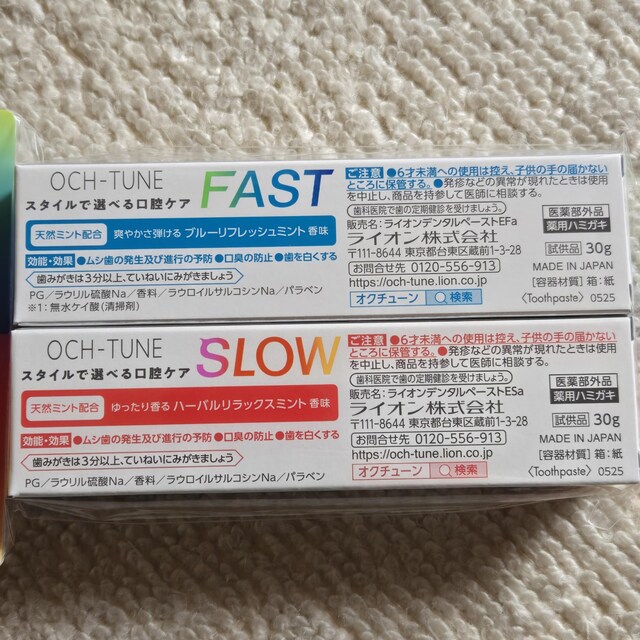 OCH-TUNE FAST
スタイルで選べる口腔ケア
天然ミント配合 爽やかさ弾ける ブルーリフレッシュミント 香味
効能・効果 ●ムシ歯の発生及び進行の予防 ●口臭の防止 ●歯を白くする
歯みがきは3分以上、ていねいにみがきましょう
PG/ラウリル硫酸Na/香料/ラウロイルサルコシンNa/パラベン
※1:無水ケイ酸(清掃剤)
ご注意 ●6才未満への使用は控え、子供の手の届かない
ところに保管する。●発疹などの異常が現れたときは使用
を中止し、商品を持参して医師に相談する。
歯科医院で歯の定期健診を受けましょう。
販売名:ライオンデンタルペーストEFa
ライオン株式会社
〒111-8644 東京都台東区蔵前1-3-28
お問合せ先 0120-556-913
https://och-tune.lion.co.jp/
オクチューン 検索
医薬部外品
薬用ハミガキ
試供品 30g
MADE IN JAPAN
[容器材質]箱:紙
〈Toothpaste〉 0525
OCH-TUNE SLOW
スタイルで選べる口腔ケア
天然ミント配合 ゆったり香る ハーバルリラックスミント 香味
効能・効果 ●ムシ歯の発生及び進行の予防 ●口臭の防止 ●歯を白くする
歯みがきは3分以上、ていねいにみがきましょう
PG/ラウリル硫酸Na/香料/ラウロイルサルコシンNa/パラベン
ご注意 ●6才未満への使用は控え、子供の手の届かない
ところに保管する。●発疹などの異常が現れたときは使用
を中止し、商品を持参して医師に相談する。
歯科医院で歯の定期健診を受けましょう。
販売名:ライオンデンタルペーストESa
ライオン株式会社
〒111-8644 東京都台東区蔵前1-3-28
お問合せ先 0120-556-913
https://och-tune.lion.co.jp/
オクチューン 検索
医薬部外品
薬用ハミガキ
試供品 30g
MADE IN JAPAN
[容器材質]箱:紙
〈Toothpaste〉 0525